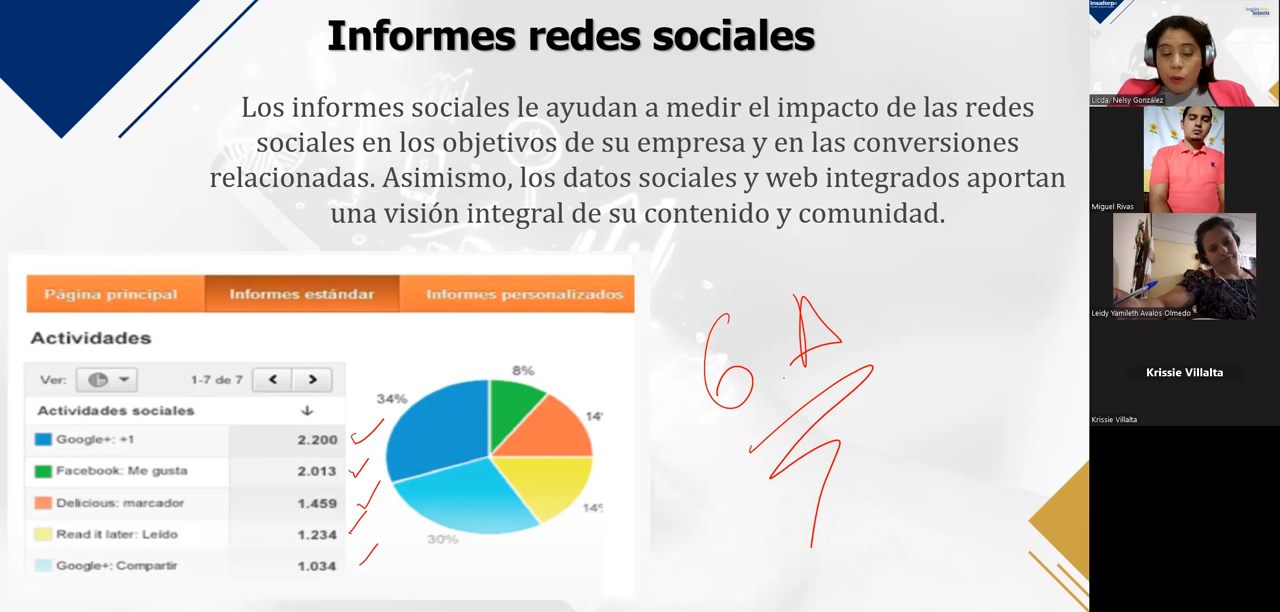 Informes redes sociales
Los informes sociales le ayudan a medir el impacto de las redes
sociales en los objetivos de su empresa y en las conversiones
relacionadas. Asimismo, los datos sociales y web integrados aportan
una visión integral de su contenido y comunidad.
Página principal
Informes estándar
Informes personalizados
Actividades
Ver:
1-7 de 7
Actividades sociales
Google+: +1 2.200
Facebook: Me gusta 2.013
Delicious: marcador 1.459
Read it later: Leído 1.234
Google+: Compartir 1.034
8%
34%
14
14%
30%
6
Insaforp
Licda. Nelsy González
Miguel Rivas
Leidy Yamileth Avalos Olmedo
Krissie Villalta
Krissie Villalta